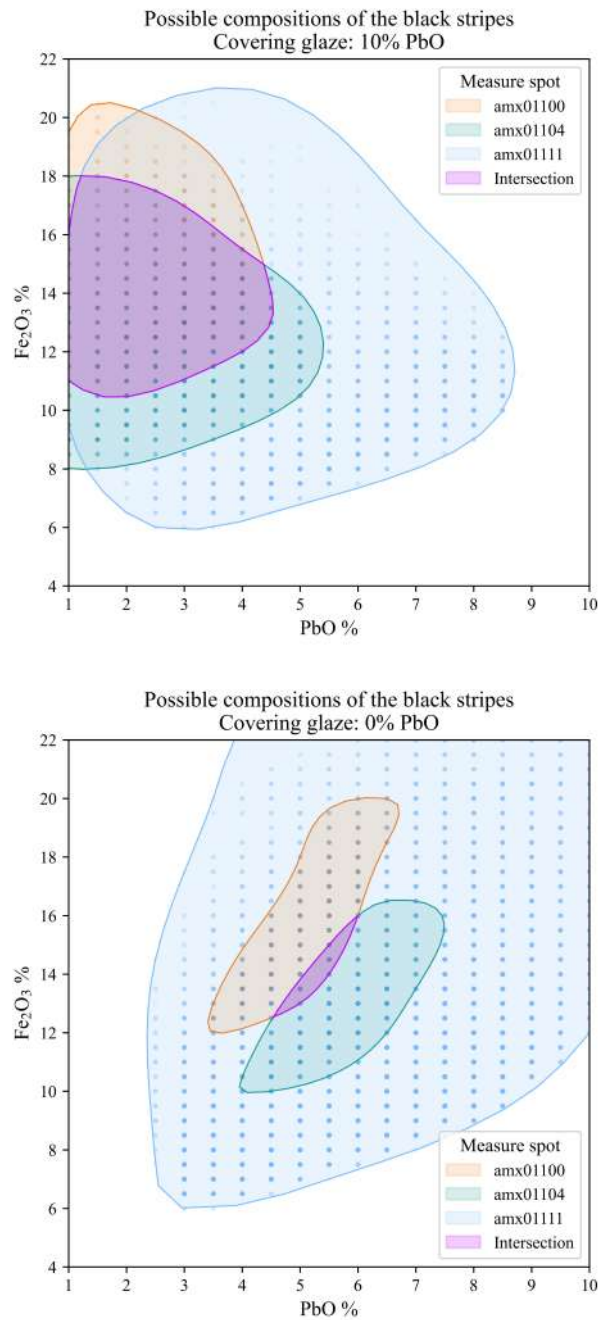 Possible compositions of the black stripes
Covering glaze: 10% PbO
22
20
18
16
14
12
10
8
6
4
Fe₂O₃ %
Measure spot
amx01100
amx01104
amx01111
Intersection
1 2 3 4 5 6 7 8 9 10
PbO %
Possible compositions of the black stripes
Covering glaze: 0% PbO
22
20
18
16
14
12
10
8
6
4
Fe₂O₃ %
Measure spot
amx01100
amx01104
amx01111
Intersection
1 2 3 4 5 6 7 8 9 10
PbO %